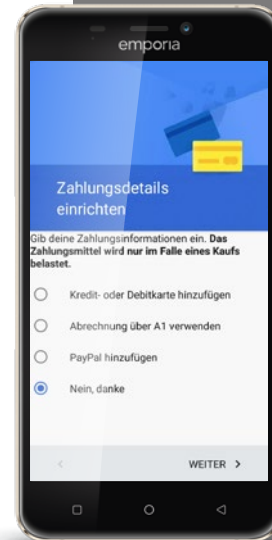 emporia
Zahlungsdetails
einrichten
Gib deine Zahlungsinformationen ein. Das
Zahlungsmittel wird nur im Falle eines Kaufs
belastet.
Kredit- oder Debitkarte hinzufügen
Abrechnung über A1 verwenden
PayPal hinzufügen
Nein, danke
WEITER